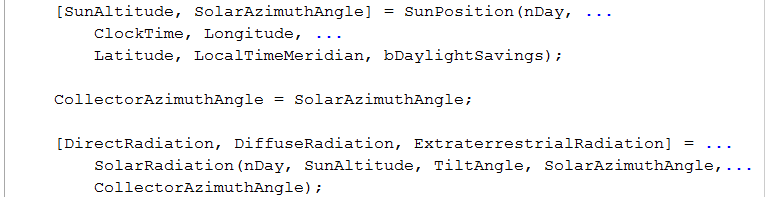 [SunAltitude, SolarAzimuthAngle] = SunPosition(nDay, ...
ClockTime, Longitude, ...
Latitude, LocalTimeMeridian, bDaylightSavings);
CollectorAzimuthAngle = SolarAzimuthAngle;
[DirectRadiation, DiffuseRadiation, ExtraterrestrialRadiation] = ...
SolarRadiation(nDay, SunAltitude, TiltAngle, SolarAzimuthAngle,...
CollectorAzimuthAngle);